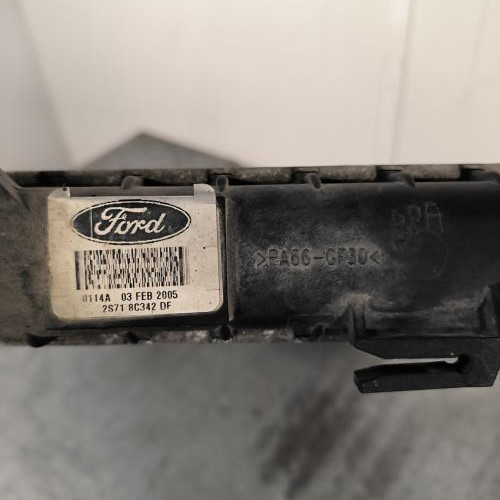 Ford
0114A 03 FEB 2005
2S71 8C342 DF
>PA66-GF30<